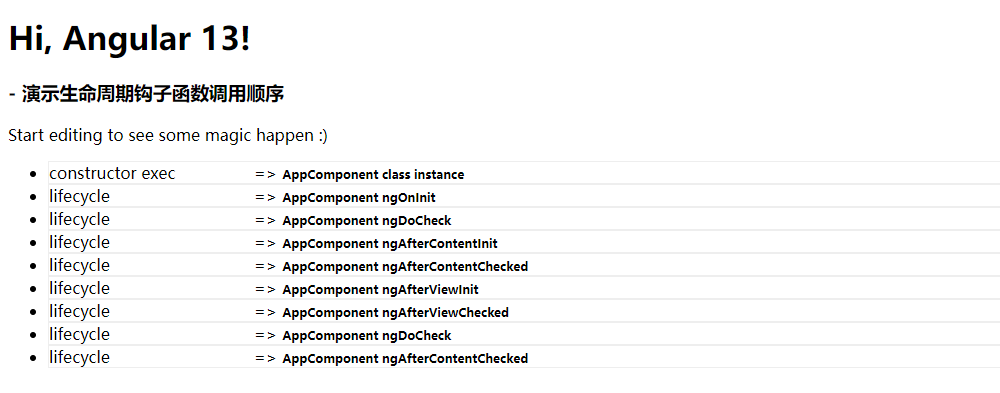 Hi, Angular 13!
- 演示生命周期钩子函数调用顺序
Start editing to see some magic happen :)
constructor exec => AppComponent class instance
lifecycle => AppComponent ngOnInit
lifecycle => AppComponent ngDoCheck
lifecycle => AppComponent ngAfterContentInit
lifecycle => AppComponent ngAfterContentChecked
lifecycle => AppComponent ngAfterViewInit
lifecycle => AppComponent ngAfterViewChecked
lifecycle => AppComponent ngDoCheck
lifecycle => AppComponent ngAfterContentChecked